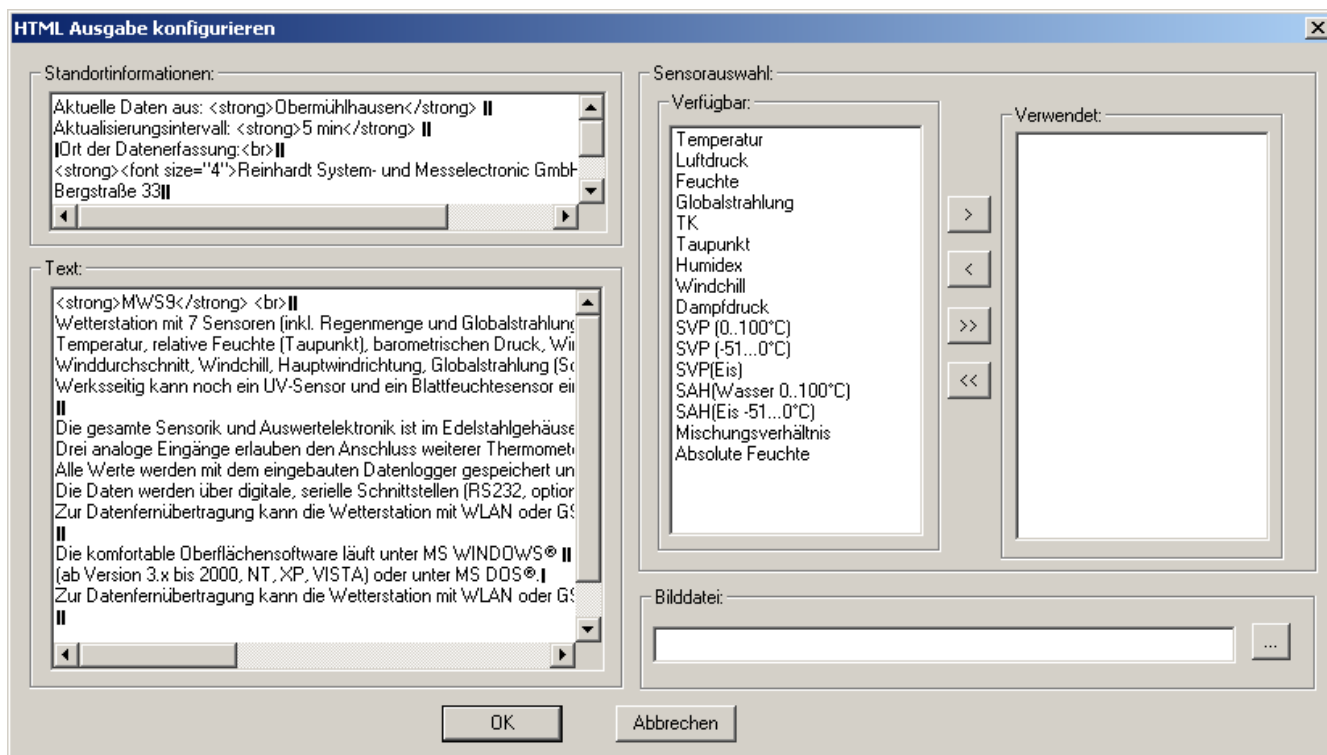 HTML Ausgabe konfigurieren
Standortinformationen:
Aktuelle Daten aus: <strong>Obermühlhausen</strong>
Aktualisierungsintervall: <strong>5 min</strong>
Ort der Datenerfassung:<br>
<strong><font size="4">Reinhardt System- und Messelectronic GmbH
Bergstraße 33
Text:
<strong>MWS9</strong> <br>
Wetterstation mit 7 Sensoren (inkl. Regenmenge und Globalstrahlung
Temperatur, relative Feuchte (Taupunkt), barometrischen Druck,
Winddurchschnitt, Windchill, Hauptwindrichtung, Globalstrahlung
Werksseitig kann noch ein UV-Sensor und ein Blattfeuchtesensor
Die gesamte Sensorik und Auswertelektronik ist im Edelstahlgehäuse
Drei analoge Eingänge erlauben den Anschluss weiterer
Alle Werte werden mit dem eingebauten Datenlogger gespeichert
Die Daten werden über digitale, serielle Schnittstellen (RS232,
Zur Datenfernübertragung kann die Wetterstation mit WLAN oder
Die komfortable Oberflächensoftware läuft unter MS WINDOWS®
(ab Version 3.x bis 2000, NT, XP, VISTA) oder unter MS DOS®.
Zur Datenfernübertragung kann die Wetterstation mit WLAN oder
Sensorauswahl:
Verfügbar:
Temperatur
Luftdruck
Feuchte
Globalstrahlung
TK
Taupunkt
Humidex
Windchill
Dampfdruck
SVP (0..100°C)
SVP (-51...0°C)
SVP(Eis)
SAH(Wasser 0..100°C)
SAH(Eis -51...0°C)
Mischungsverhältnis
Absolute Feuchte
>
<
>>
<<
Verwendet:
Bilddatei:
...
OK
Abbrechen